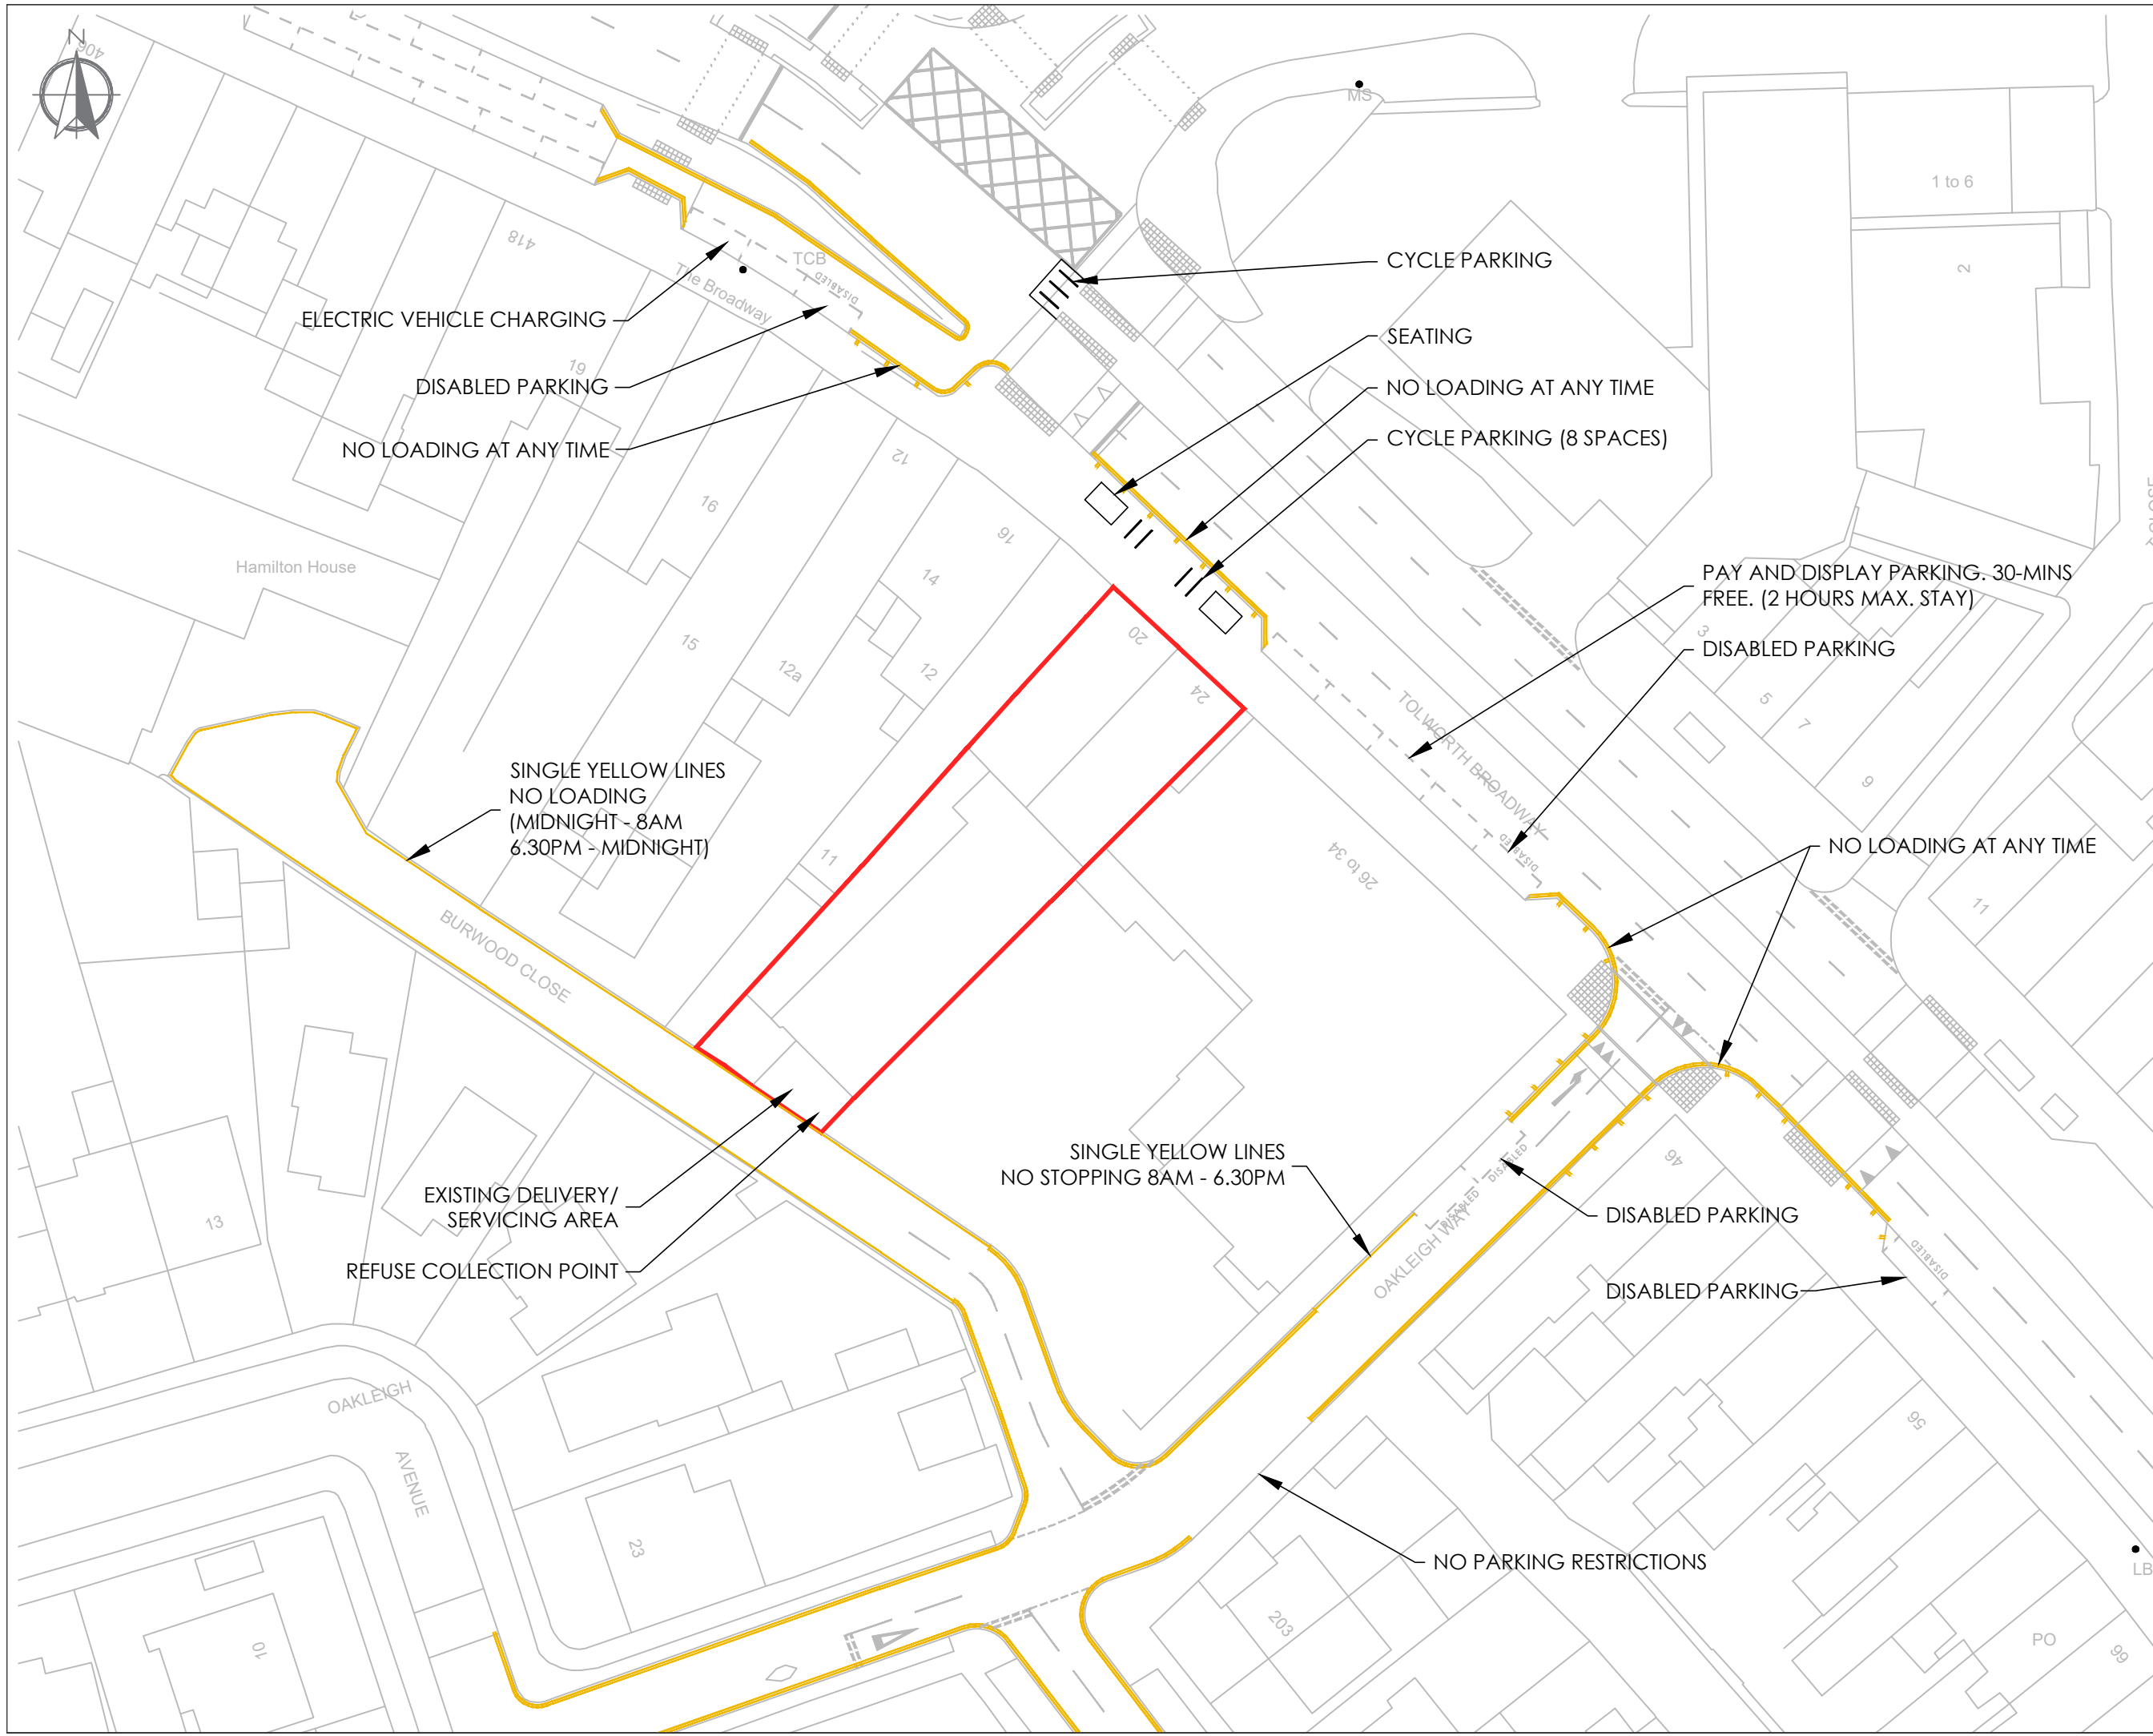 N
406
MS
1 to 6
2
418
TCB
The Broadway
DISABLED
CYCLE PARKING
ELECTRIC VEHICLE CHARGING
SEATING
19
DISABLED PARKING
NO LOADING AT ANY TIME
NO LOADING AT ANY TIME
CYCLE PARKING (8 SPACES)
12
16
16
14
Hamilton House
PAY AND DISPLAY PARKING. 30-MINS
FREE. (2 HOURS MAX. STAY)
15
12a
12
20
24
3
DISABLED PARKING
5
7
9
TOLWORTH BROADWAY
SINGLE YELLOW LINES
NO LOADING
(MIDNIGHT - 8AM
6.30PM - MIDNIGHT)
11
26 to 34
DISABLED
NO LOADING AT ANY TIME
11
BURWOOD CLOSE
SINGLE YELLOW LINES
NO STOPPING 8AM - 6.30PM
DISABLED
DISABLED
46
EXISTING DELIVERY/
SERVICING AREA
13
DISABLED PARKING
OAKLEIGH WAY
DISABLED
REFUSE COLLECTION POINT
DISABLED PARKING
OAKLEIGH
AVENUE
56
23
NO PARKING RESTRICTIONS
LB
203
10
PO
66